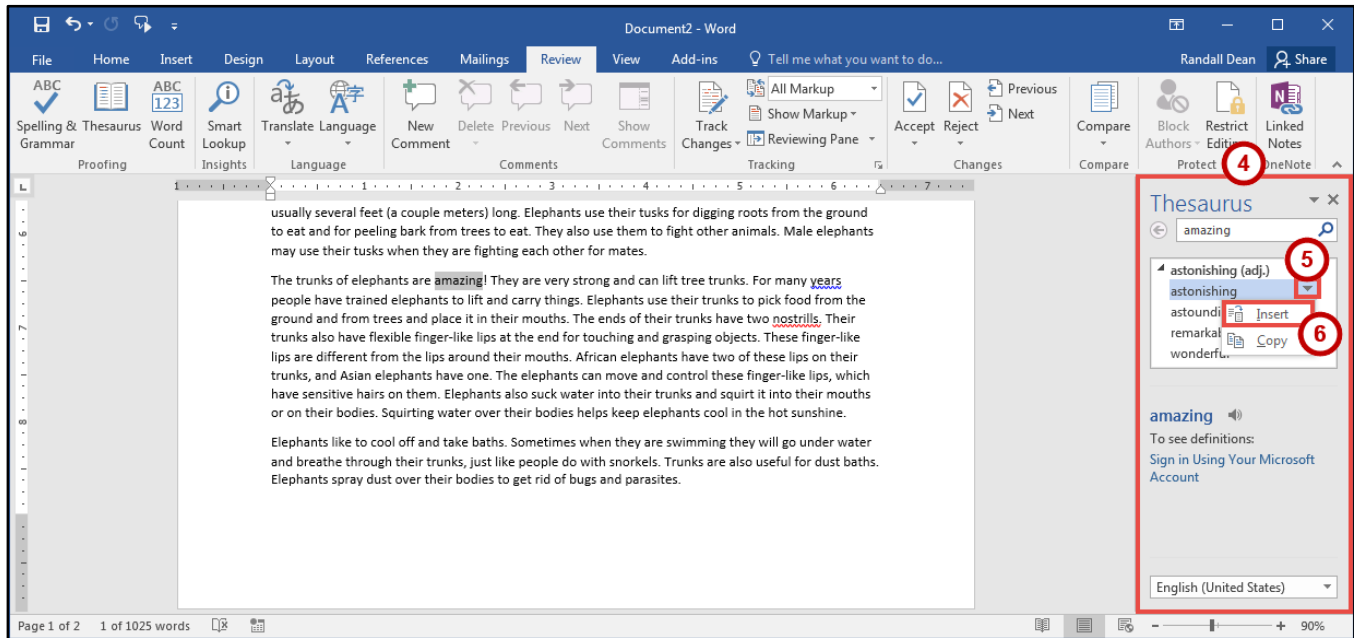 Document2 - Word
File Home Insert Design Layout References Mailings Review View Add-ins Tell me what you want to do... Randall Dean Share
ABC ABC 123
Spelling & Grammar Thesaurus Word Count Smart Lookup Translate Language New Comment Delete Previous Next Show Comments Track Changes All Markup Show Markup Reviewing Pane Accept Reject Previous Next Compare Block Authors Restrict Linked Notes
Proofing Insights Language Comments Tracking Changes Compare Protect OneNote
4
1 1 2 3 4 5 6 7
usually several feet (a couple meters) long. Elephants use their tusks for digging roots from the ground
to eat and for peeling bark from trees to eat. They also use them to fight other animals. Male elephants
may use their tusks when they are fighting each other for mates.
The trunks of elephants are amazing! They are very strong and can lift tree trunks. For many years
people have trained elephants to lift and carry things. Elephants use their trunks to pick food from the
ground and from trees and place it in their mouths. The ends of their trunks have two nostrills. Their
trunks also have flexible finger-like lips at the end for touching and grasping objects. These finger-like
lips are different from the lips around their mouths. African elephants have two of these lips on their
trunks, and Asian elephants have one. The elephants can move and control these finger-like lips, which
have sensitive hairs on them. Elephants also suck water into their trunks and squirt it into their mouths
or on their bodies. Squirting water over their bodies helps keep elephants cool in the hot sunshine.
Elephants like to cool off and take baths. Sometimes when they are swimming they will go under water
and breathe through their trunks, just like people do with snorkels. Trunks are also useful for dust baths.
Elephants spray dust over their bodies to get rid of bugs and parasites.
6
7
8
Thesaurus
amazing
5
astonishing (adj.)
astonishing
Insert
Copy
6
wonderful
amazing
To see definitions:
Sign in Using Your Microsoft
Account
English (United States)
Page 1 of 2 1 of 1025 words 90%